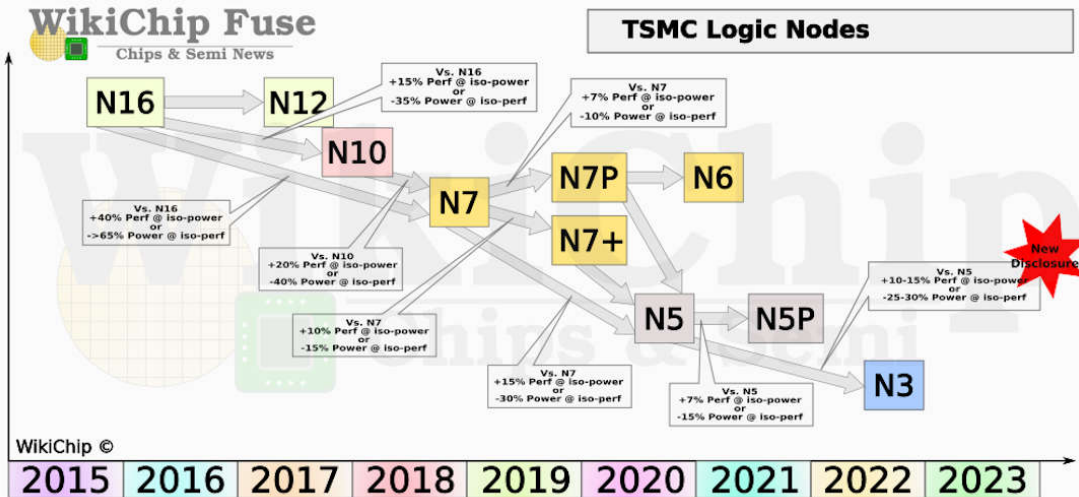 WikiChip Fuse
Chips & Semi News
TSMC Logic Nodes
N16
N12
Vs. N16
+15% Perf @ iso-power
or
-35% Power @ iso-perf
Vs. N7
+7% Perf @ iso-power
or
-10% Power @ iso-perf
N10
N7
N7P
N6
N7+
Vs. N16
+40% Perf @ iso-power
or
->65% Power @ iso-perf
Vs. N10
+20% Perf @ iso-power
or
-40% Power @ iso-perf
New
Disclosure
Vs. N5
+10-15% Perf @ iso-power
or
-25-30% Power @ iso-perf
Vs. N7
+10% Perf @ iso-power
or
-15% Power @ iso-perf
N5
N5P
Vs. N7
+15% Perf @ iso-power
or
-30% Power @ iso-perf
Vs. N5
+7% Perf @ iso-power
or
-15% Power @ iso-perf
N3
WikiChip
Chips & Semi
WikiChip ©
2015 2016 2017 2018 2019 2020 2021 2022 2023